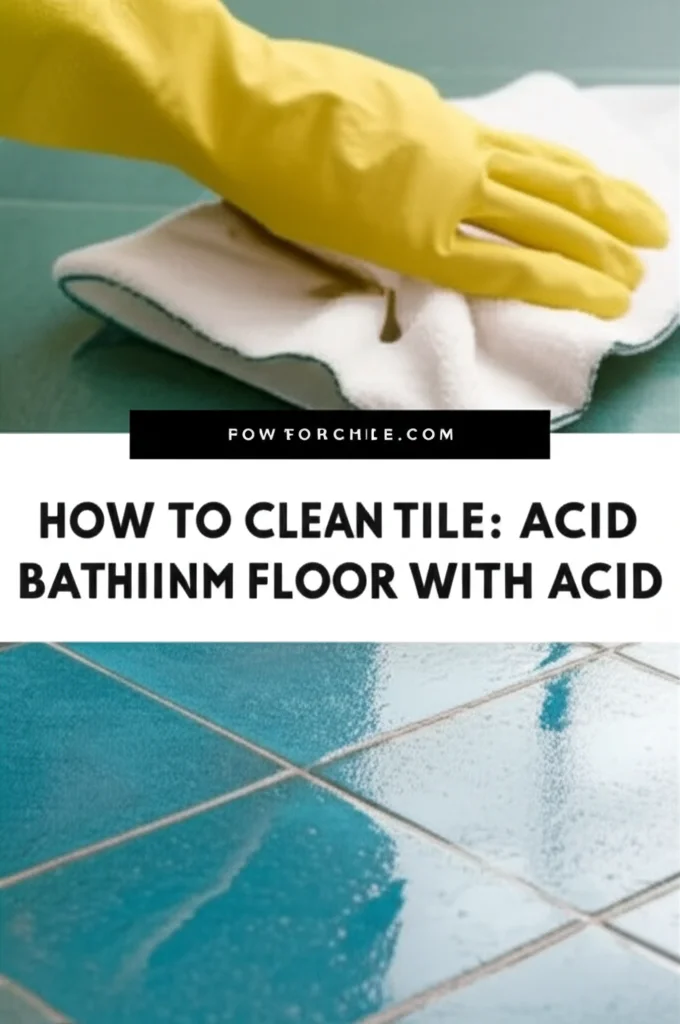 FOW FORCHILE.COM
HOW TO CLEAN TILE: ACID
BATHIINM FLOOR WITH ACID